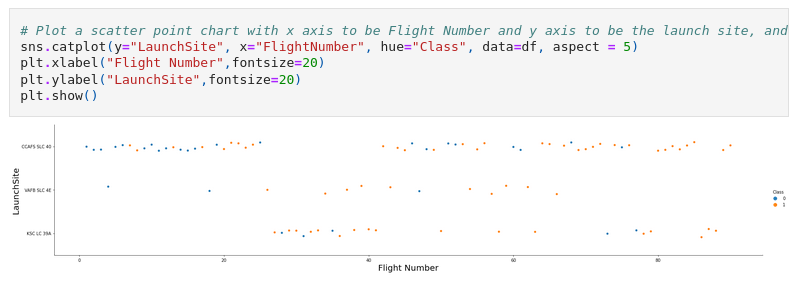 # Plot a scatter point chart with x axis to be Flight Number and y axis to be the launch site, and
sns.catplot(y="LaunchSite", x="FlightNumber", hue="Class", data=df, aspect = 5)
plt.xlabel("Flight Number",fontsize=20)
plt.ylabel("LaunchSite",fontsize=20)
plt.show()
LaunchSite
CCAFS SLC 40
VAFB SLC 4E
KSC LC 39A
Class
0
1
0 20 40 60 80
Flight Number